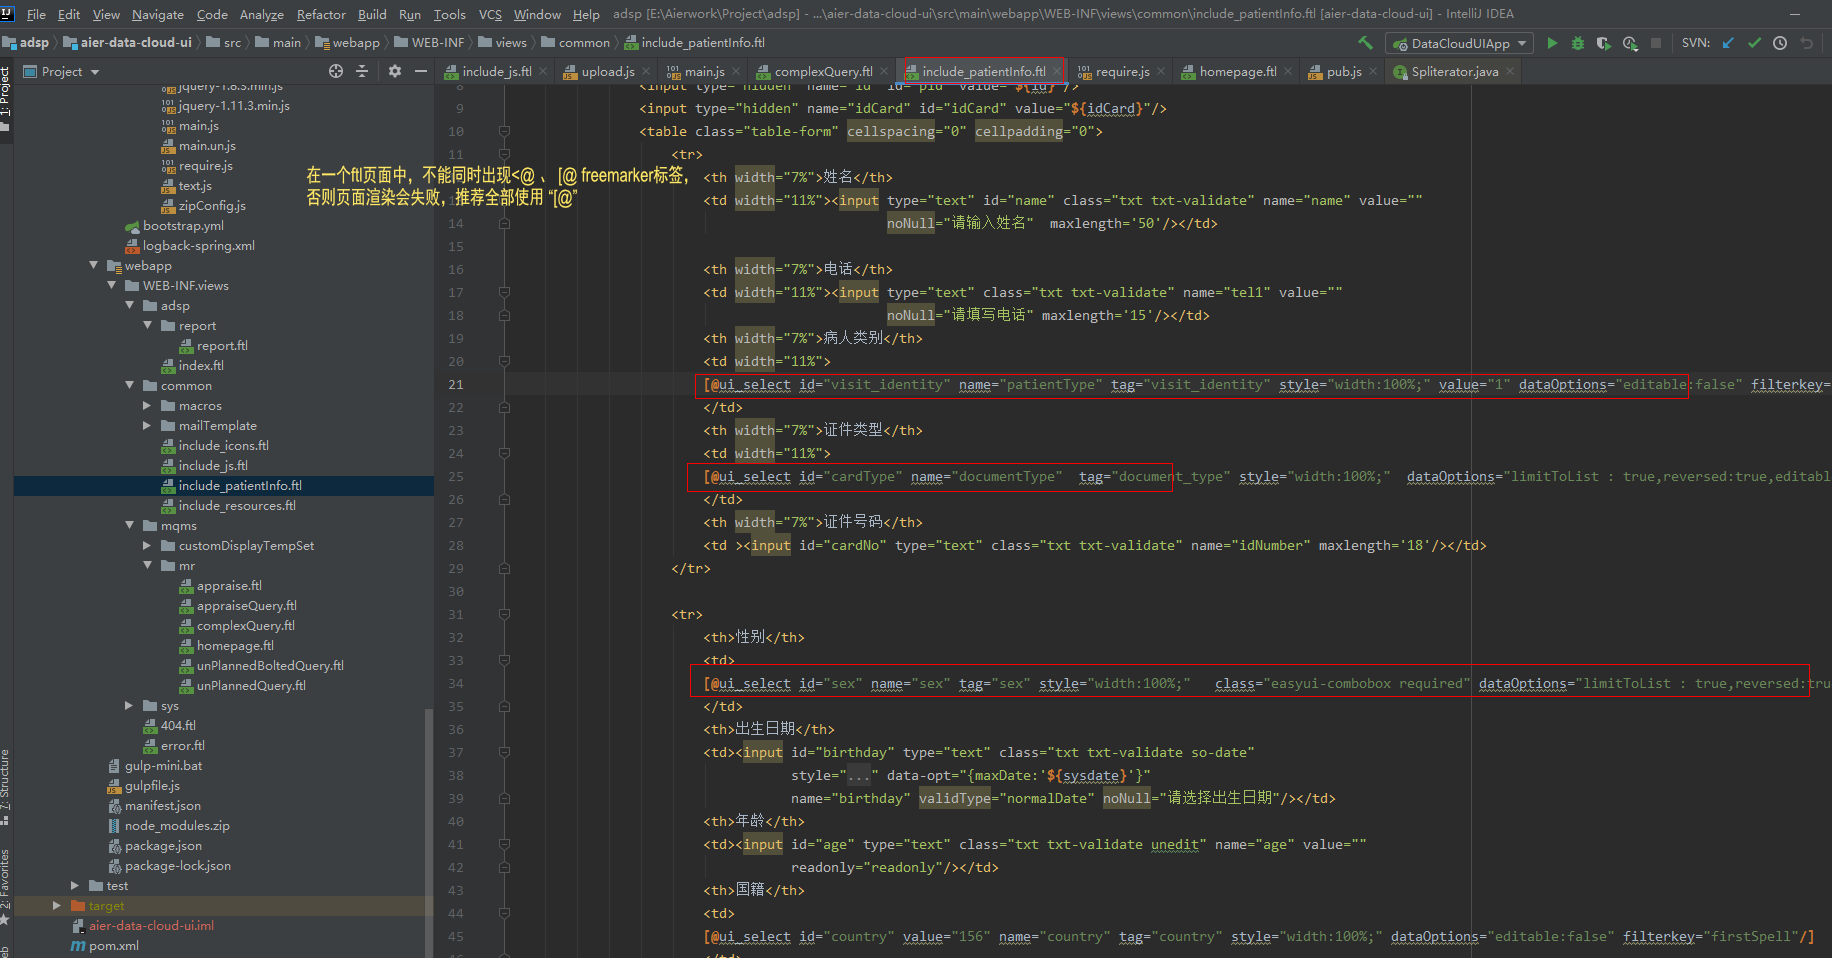 File Edit View Navigate Code Analyze Refactor Build Run Tools VCS Window Help adsp [E:\Aierwork\Project\adsp] - ...\aier-data-cloud-ui\src\main\webapp\WEB-INF\views\common\include_patientInfo.ftl [aier-data-cloud-ui] - IntelliJ IDEA
adsp aier-data-cloud-ui src main webapp WEB-INF views common include_patientInfo.ftl DataCloudUIApp SVN:
Project include_js.ftl upload.js main.js complexQuery.ftl include_patientInfo.ftl require.js homepage.ftl pub.js Spliterator.java
1: Project
7: Structure
2: Favorites
jquery-1.8.3.min.js
jquery-1.11.3.min.js
main.js
main.un.js
require.js
text.js
zipConfig.js
bootstrap.yml
logback-spring.xml
webapp
WEB-INF.views
adsp
report
report.ftl
index.ftl
common
macros
mailTemplate
include_icons.ftl
include_js.ftl
include_patientInfo.ftl
include_resources.ftl
mqms
customDisplayTempSet
mr
appraise.ftl
appraiseQuery.ftl
complexQuery.ftl
homepage.ftl
unPlannedBoltedQuery.ftl
unPlannedQuery.ftl
sys
404.ftl
error.ftl
gulp-mini.bat
gulpfile.js
manifest.json
node_modules.zip
package.json
package-lock.json
test
target
aier-data-cloud-ui.iml
pom.xml
在一个ftl页面中，不能同时出现<@ 、 [@ freemarker标签，
否则页面渲染会失败，推荐全部使用 “[@”
8 <input type="hidden" name="id" id="pid" value="${id}"/>
9 <input type="hidden" name="idCard" id="idCard" value="${idCard}"/>
10 <table class="table-form" cellspacing="0" cellpadding="0">
11 <tr>
<th width="7%">姓名</th>
<td width="11%"><input type="text" id="name" class="txt txt-validate" name="name" value=""
14 noNull="请输入姓名" maxlength='50'/></td>
15
16 <th width="7%">电话</th>
17 <td width="11%"><input type="text" class="txt txt-validate" name="tel1" value=""
18 noNull="请填写电话" maxlength='15'/></td>
19 <th width="7%">病人类别</th>
20 <td width="11%">
21 [@ui_select id="visit_identity" name="patientType" tag="visit_identity" style="width:100%;" value="1" dataOptions="editable:false" filterkey=
22 </td>
23 <th width="7%">证件类型</th>
24 <td width="11%">
25 [@ui_select id="cardType" name="documentType" tag="document_type" style="width:100%;" dataOptions="limitToList : true,reversed:true,editabl
26 </td>
27 <th width="7%">证件号码</th>
28 <td ><input id="cardNo" type="text" class="txt txt-validate" name="idNumber" maxlength='18'/></td>
29 </tr>
30
31 <tr>
32 <th>性别</th>
33 <td>
34 [@ui_select id="sex" name="sex" tag="sex" style="width:100%;" class="easyui-combobox required" dataOptions="limitToList : true,reversed:tru
35 </td>
36 <th>出生日期</th>
37 <td><input id="birthday" type="text" class="txt txt-validate so-date"
38 style="..." data-opt="{maxDate:'${sysdate}'}"
39 name="birthday" validType="normalDate" noNull="请选择出生日期"/></td>
40 <th>年龄</th>
41 <td><input id="age" type="text" class="txt txt-validate unedit" name="age" value=""
42 readonly="readonly"/></td>
43 <th>国籍</th>
44 <td>
45 [@ui_select id="country" value="156" name="country" tag="country" style="width:100%;" dataOptions="editable:false" filterkey="firstSpell"/]